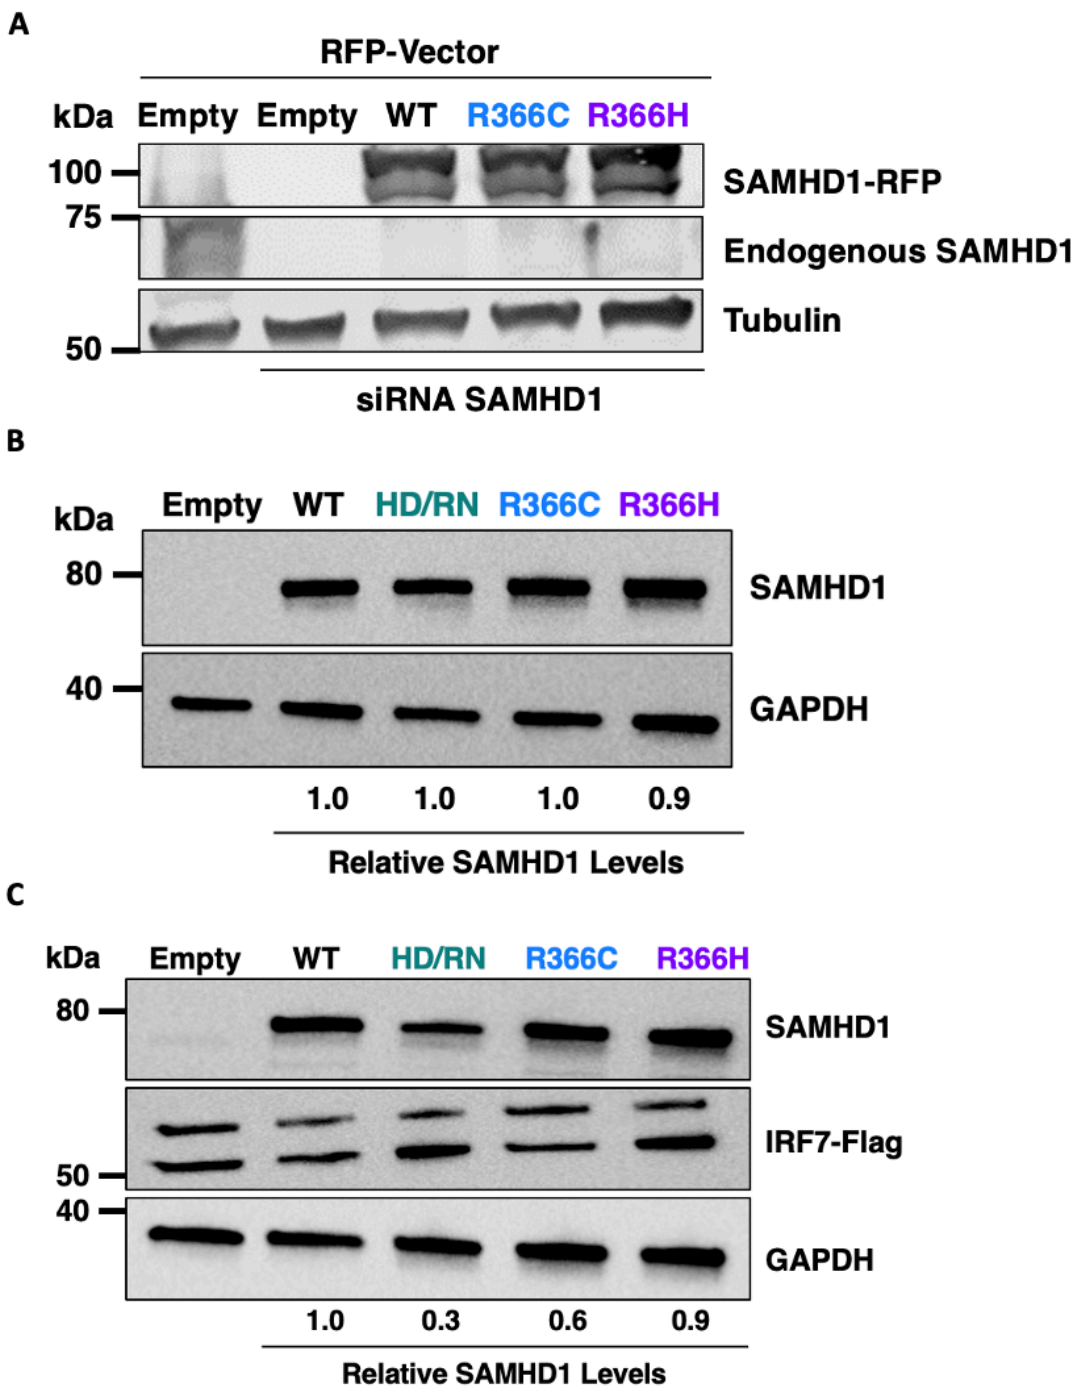 A
RFP-Vector
kDa Empty Empty WT R366C R366H
100
SAMHD1-RFP
75
Endogenous SAMHD1
Tubulin
50
siRNA SAMHD1
B
Empty WT HD/RN R366C R366H
kDa
80
SAMHD1
40
GAPDH
1.0 1.0 1.0 0.9
Relative SAMHD1 Levels
C
kDa Empty WT HD/RN R366C R366H
80
SAMHD1
IRF7-Flag
50
40
GAPDH
1.0 0.3 0.6 0.9
Relative SAMHD1 Levels